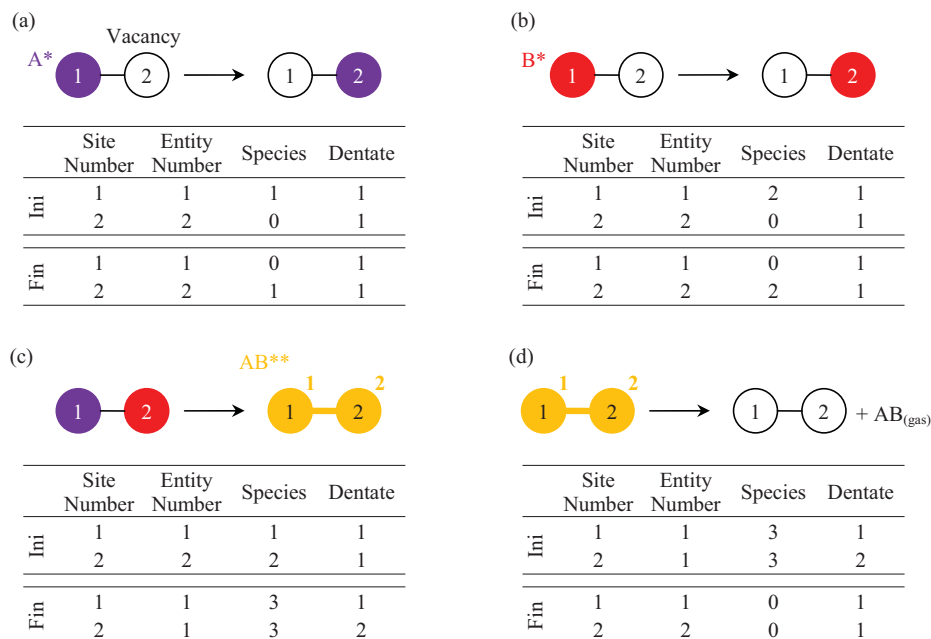 (a)
Vacancy
A*
1 2 1 2
Site Number Entity Number Species Dentate
Ini
1 1 1 1
2 2 0 1
Fin
1 1 0 1
2 2 1 1
(b)
B*
1 2 1 2
Site Number Entity Number Species Dentate
Ini
1 1 2 1
2 2 0 1
Fin
1 1 0 1
2 2 2 1
(c)
AB**
1 2
1 2 1 2
Site Number Entity Number Species Dentate
Ini
1 1 1 1
2 2 2 1
Fin
1 1 3 1
2 1 3 2
(d)
1 2
1 2 1 2 + AB(gas)
Site Number Entity Number Species Dentate
Ini
1 1 3 1
2 1 3 2
Fin
1 1 0 1
2 2 0 1